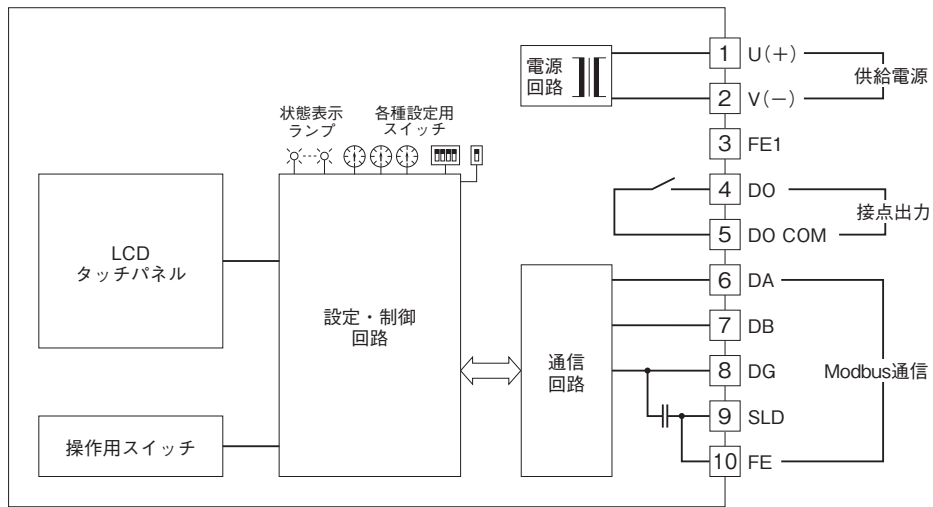 電源
回路
1 U(+)
供給電源
2 V(-)
状態表示
ランプ
各種設定用
スイッチ
3 FE1
4 DO
接点出力
5 DO COM
LCD
タッチパネル
設定・制御
回路
通信
回路
6 DA
7 DB
8 DG
Modbus通信
9 SLD
10 FE
操作用スイッチ